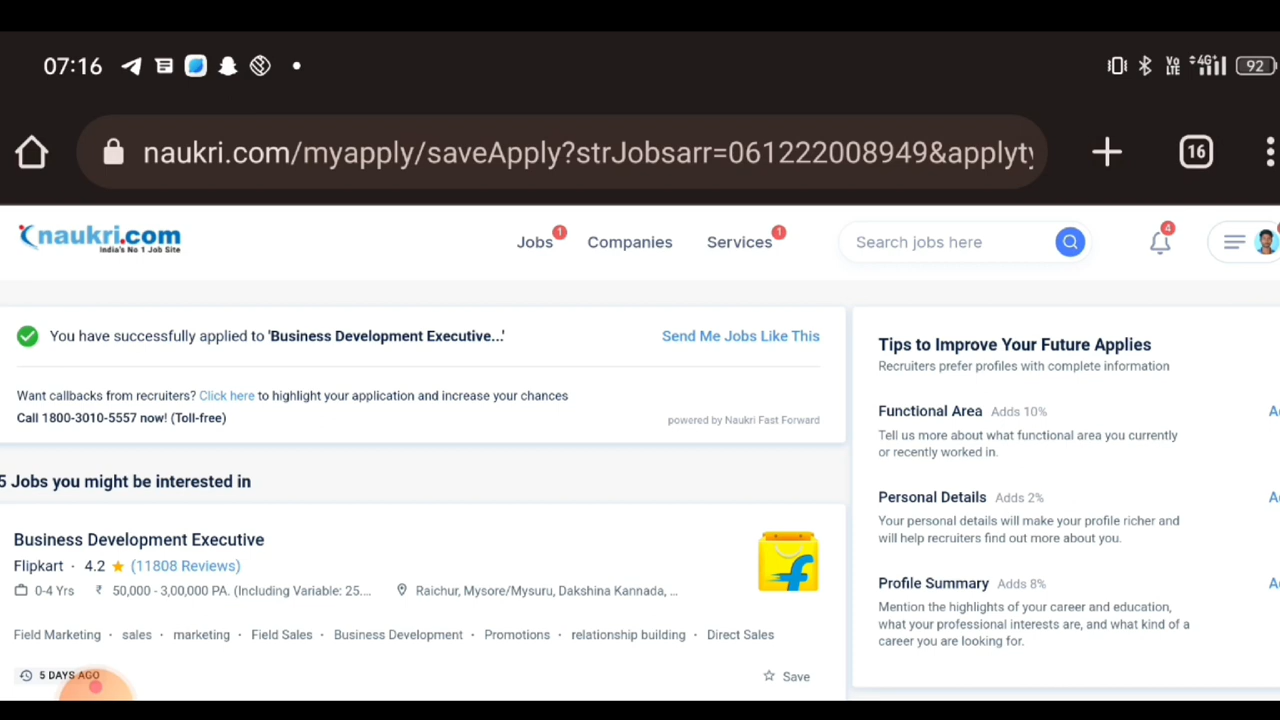 07:16
Vo LTE 4G+ 92
naukri.com/myapply/saveApply?strJobsarr=061222008949&applyty
16
naukri.com
India's No 1 Job Site
Jobs 1 Companies Services 1 Search jobs here 4
You have successfully applied to 'Business Development Executive...' Send Me Jobs Like This
Want callbacks from recruiters? Click here to highlight your application and increase your chances
Call 1800-3010-5557 now! (Toll-free) powered by Naukri Fast Forward
5 Jobs you might be interested in
Business Development Executive
Flipkart · 4.2 (11808 Reviews)
0-4 Yrs ₹ 50,000 - 3,00,000 PA. (Including Variable: 25.... Raichur, Mysore/Mysuru, Dakshina Kannada, ...
Field Marketing · sales · marketing · Field Sales · Business Development · Promotions · relationship building · Direct Sales
5 DAYS AGO Save
Tips to Improve Your Future Applies
Recruiters prefer profiles with complete information
Functional Area Adds 10%
Tell us more about what functional area you currently
or recently worked in.
Personal Details Adds 2%
Your personal details will make your profile richer and
will help recruiters find out more about you.
Profile Summary Adds 8%
Mention the highlights of your career and education,
what your professional interests are, and what kind of a
career you are looking for.